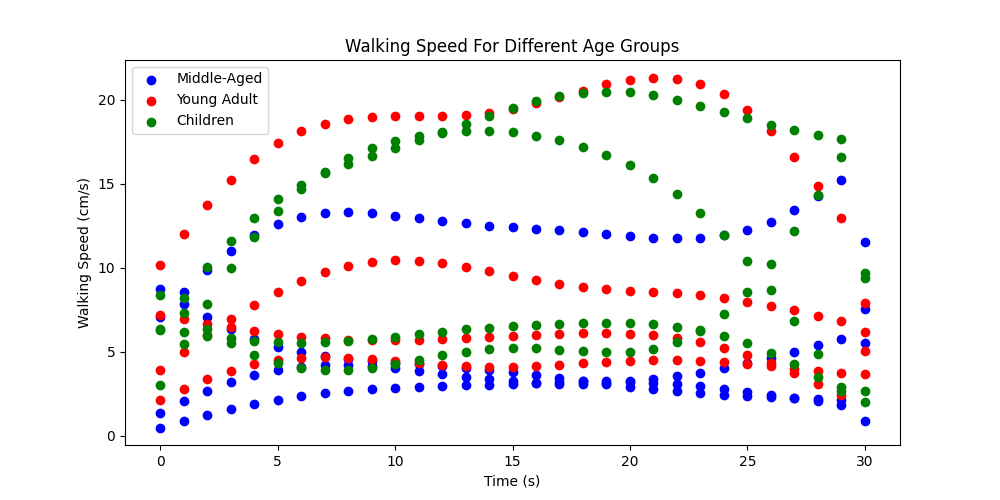 Walking Speed For Different Age Groups
Middle-Aged
Young Adult
Children
Walking Speed (cm/s)
20
15
10
5
0
0 5 10 15 20 25 30
Time (s)